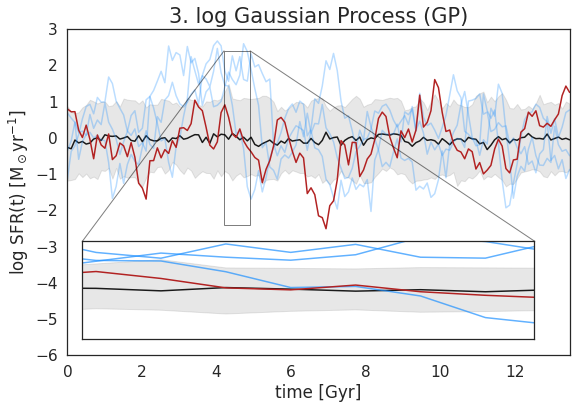 3. log Gaussian Process (GP)
log SFR(t) [M∘yr⁻¹]
3
2
1
0
−1
−2
−3
−4
−5
−6
0 2 4 6 8 10 12
time [Gyr]